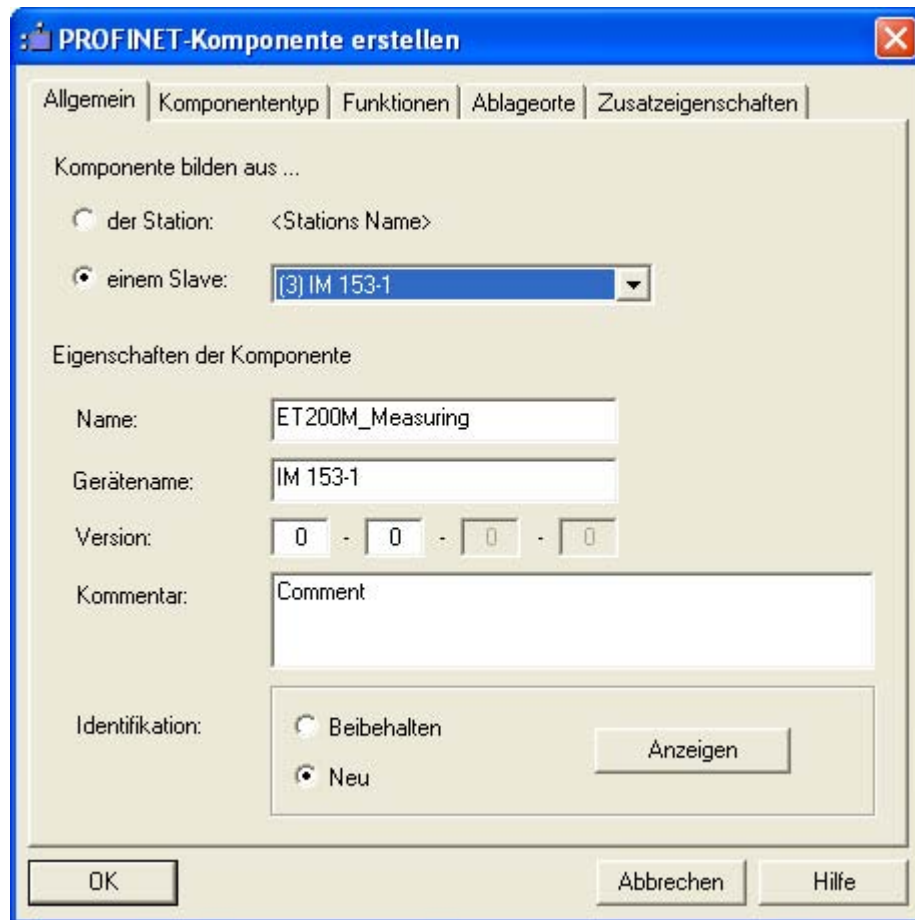 PROFINET-Komponente erstellen
Allgemein Komponententyp Funktionen Ablageorte Zusatzeigenschaften
Komponente bilden aus ...
der Station: <Stations Name>
einem Slave: (3) IM 153-1
Eigenschaften der Komponente
Name: ET200M_Measuring
Gerätename: IM 153-1
Version: 0 - 0 - 0 - 0
Kommentar: Comment
Identifikation: Beibehalten
Anzeigen
Neu
OK Abbrechen Hilfe